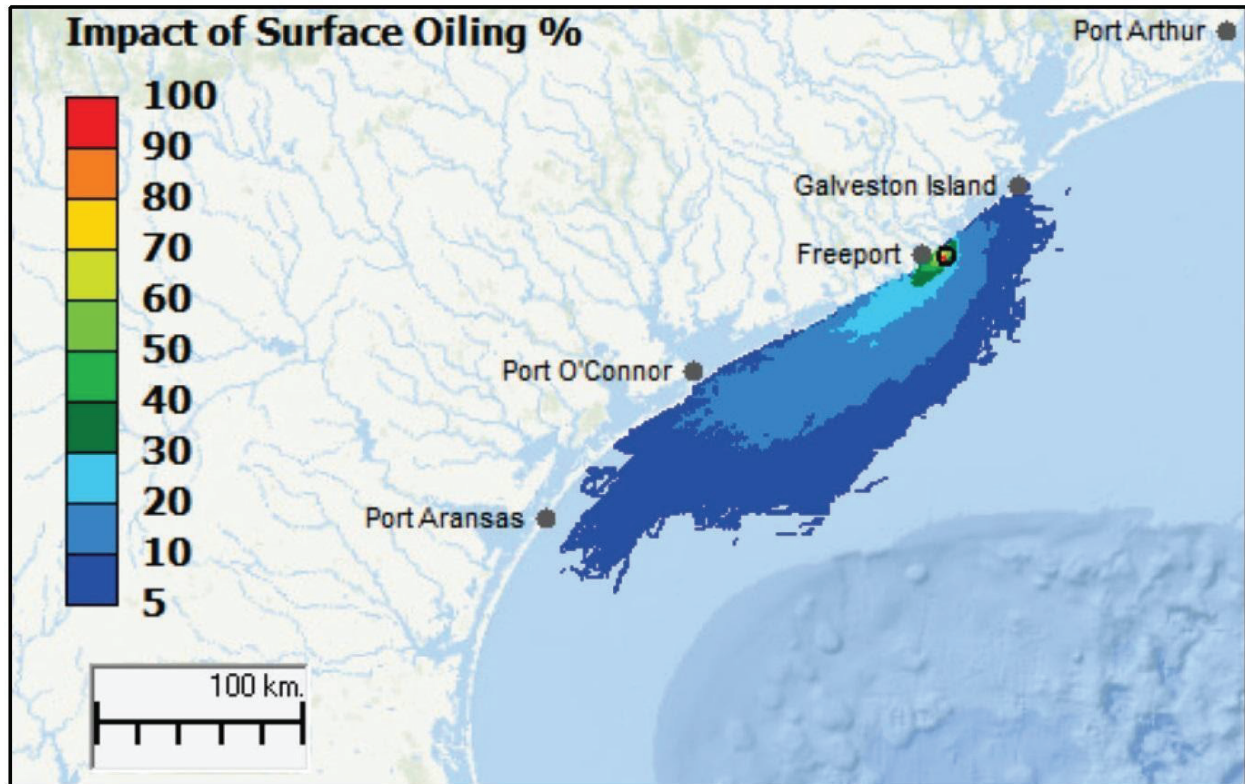 Impact of Surface Oiling %
Port Arthur
100
90
80
70
60
50
40
30
20
10
5
Galveston Island
Freeport
Port O'Connor
Port Aransas
100 km.